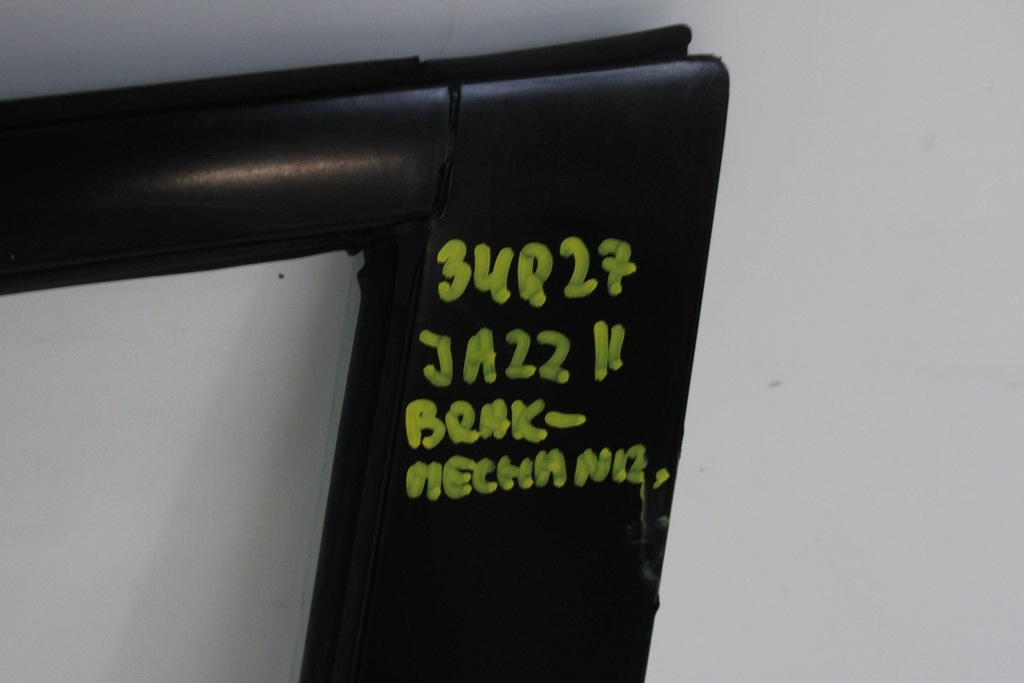 34R27
JAZZ II
BRAK-
MECHANIZ.